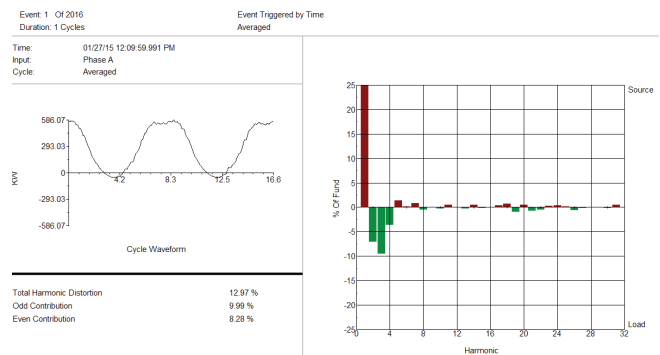 Event: 1 Of 2016
Event Triggered by Time
Duration: 1 Cycles
Averaged
Time: 01/27/15 12:09:59.991 PM
Input: Phase A
Cycle: Averaged
KW
586.07
293.03
0
-293.03
-586.07
4.2 8.3 12.5 16.6
Cycle Waveform
Total Harmonic Distortion 12.97 %
Odd Contribution 9.99 %
Even Contribution 8.28 %
% Of Fund
25
20
15
10
5
0
-5
-10
-15
-20
-25
Source
Load
0 4 8 12 16 20 24 28 32
Harmonic